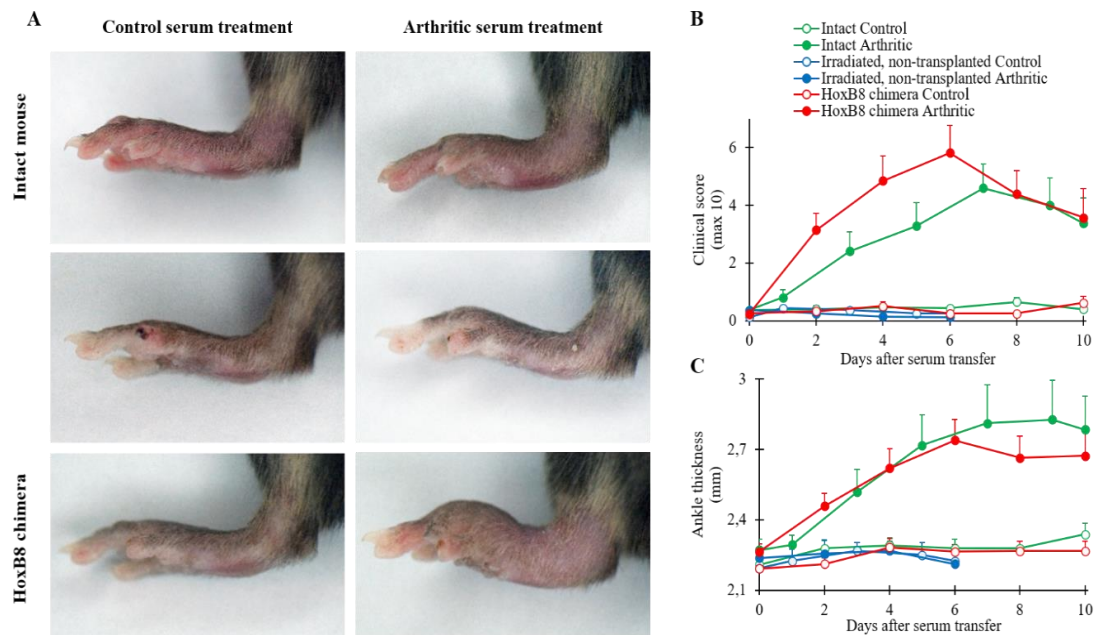 A
Control serum treatment
Arthritic serum treatment
Intact mouse
HoxB8 chimera
B
Intact Control
Intact Arthritic
Irradiated, non-transplanted Control
Irradiated, non-transplanted Arthritic
HoxB8 chimera Control
HoxB8 chimera Arthritic
Clinical score
(max 10)
6
4
2
0
0 2 4 6 8 10
Days after serum transfer
C
Ankle thickness
(mm)
3
2,7
2,4
2,1
0 2 4 6 8 10
Days after serum transfer